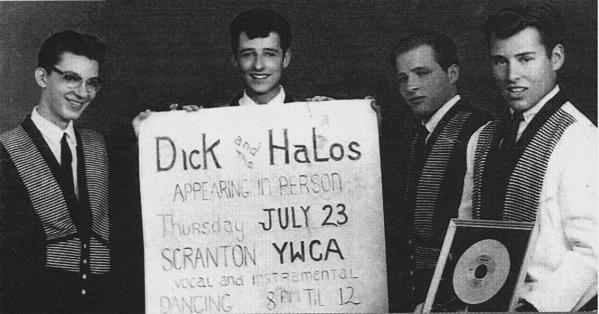 Dick and the HaLos
APPEARING in PERSON
Thursday JULY 23
SCRANTON YWCA
vocal and instramental
DANCING 8 PM TiL 12